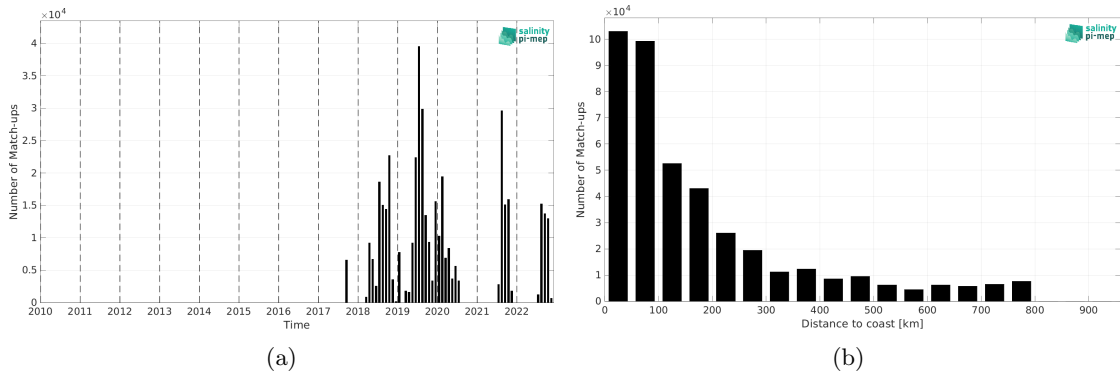 ×10⁴
4
3.5
3
2.5
2
1.5
1
0.5
0
Number of Match-ups
2010 2011 2012 2013 2014 2015 2016 2017 2018 2019 2020 2021 2022
Time
salinity
pi-mep
(a)
×10⁴
10
9
8
7
6
5
4
3
2
1
0
Number of Match-ups
0 100 200 300 400 500 600 700 800 900
Distance to coast [km]
salinity
pi-mep
(b)